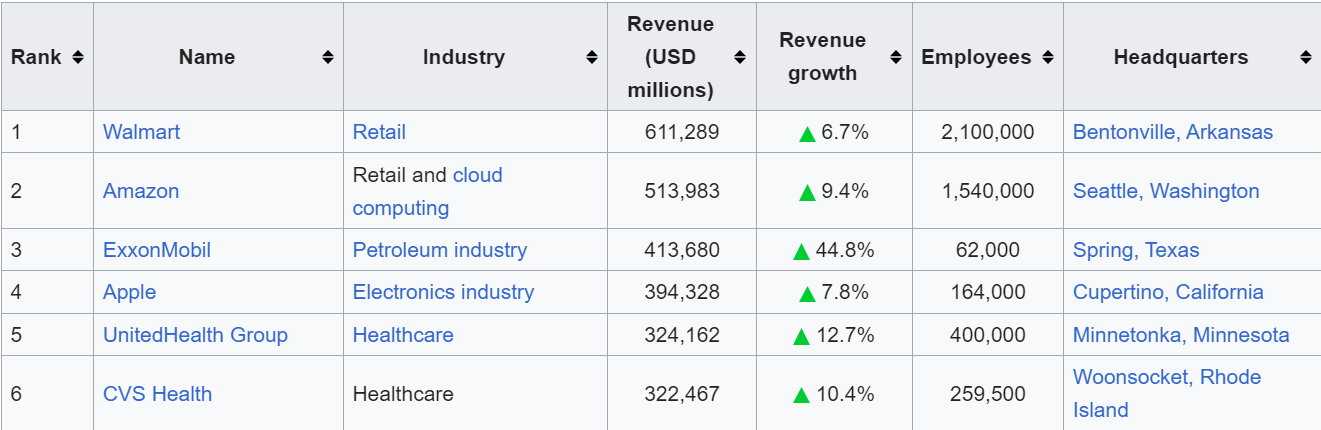 Rank Name Industry Revenue (USD millions) Revenue growth Employees Headquarters
1 Walmart Retail 611,289 ▲ 6.7% 2,100,000 Bentonville, Arkansas
2 Amazon Retail and cloud computing 513,983 ▲ 9.4% 1,540,000 Seattle, Washington
3 ExxonMobil Petroleum industry 413,680 ▲ 44.8% 62,000 Spring, Texas
4 Apple Electronics industry 394,328 ▲ 7.8% 164,000 Cupertino, California
5 UnitedHealth Group Healthcare 324,162 ▲ 12.7% 400,000 Minnetonka, Minnesota
6 CVS Health Healthcare 322,467 ▲ 10.4% 259,500 Woonsocket, Rhode Island